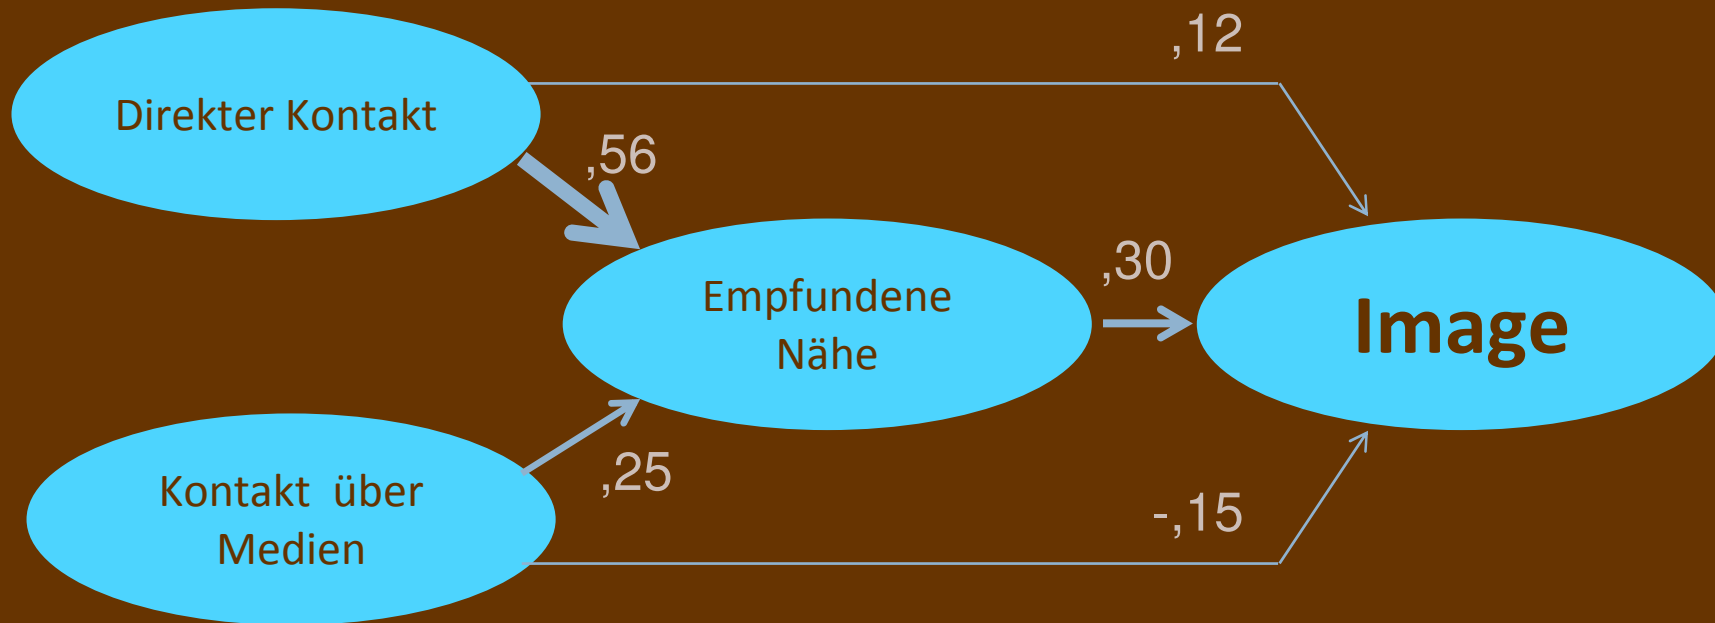 ,12
Direkter Kontakt
,56
,30
Empfundene
Nähe
Image
,25
Kontakt über
Medien
-,15